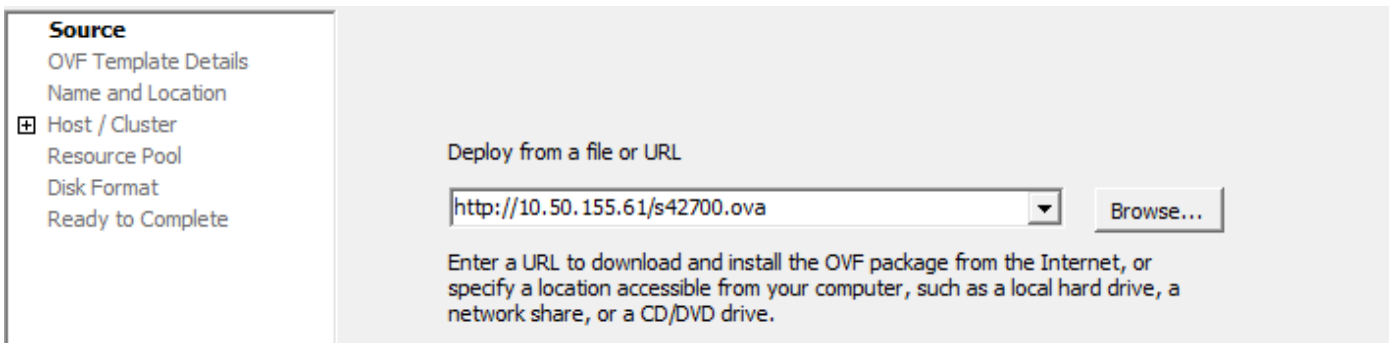 Source
OVF Template Details
Name and Location
Host / Cluster
Resource Pool
Disk Format
Ready to Complete
Deploy from a file or URL
http://10.50.155.61/s42700.ova
Browse...
Enter a URL to download and install the OVF package from the Internet, or
specify a location accessible from your computer, such as a local hard drive, a
network share, or a CD/DVD drive.